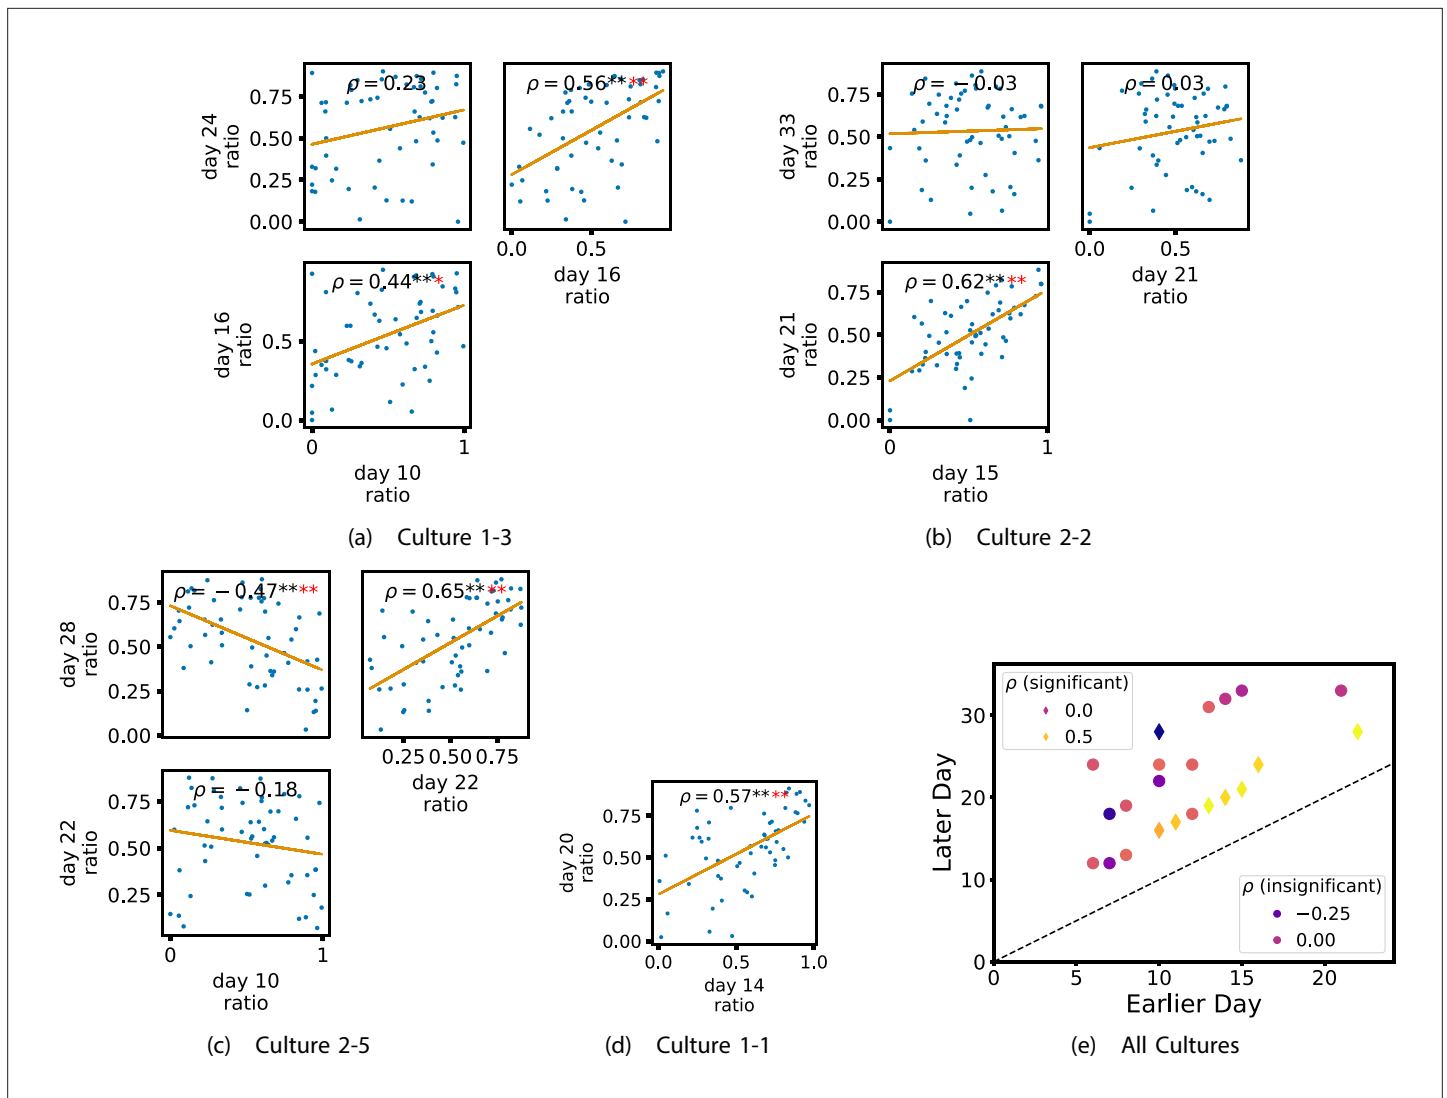 ρ = 0.23
ρ = 0.56** **
0.75
0.50
0.25
0.00
day 24
ratio
0.0 0.5
day 16
ratio
ρ = 0.44** *
0.5
0.0
day 16
ratio
0 1
day 10
ratio
(a) Culture 1-3
ρ = −0.03
ρ = 0.03
0.75
0.50
0.25
0.00
day 33
ratio
0.0 0.5
day 21
ratio
ρ = 0.62** **
0.75
0.50
0.25
0.00
day 21
ratio
0 1
day 15
ratio
(b) Culture 2-2
ρ = −0.47** **
ρ = 0.65** **
0.75
0.50
0.25
0.00
day 28
ratio
0.25 0.50 0.75
day 22
ratio
ρ = −0.18
0.75
0.50
0.25
day 22
ratio
0 1
day 10
ratio
(c) Culture 2-5
ρ = 0.57** **
0.75
0.50
0.25
0.00
day 20
ratio
0.0 0.5 1.0
day 14
ratio
(d) Culture 1-1
ρ (significant)
0.0
0.5
30
20
10
0
Later Day
ρ (insignificant)
−0.25
0.00
0 5 10 15 20
Earlier Day
(e) All Cultures